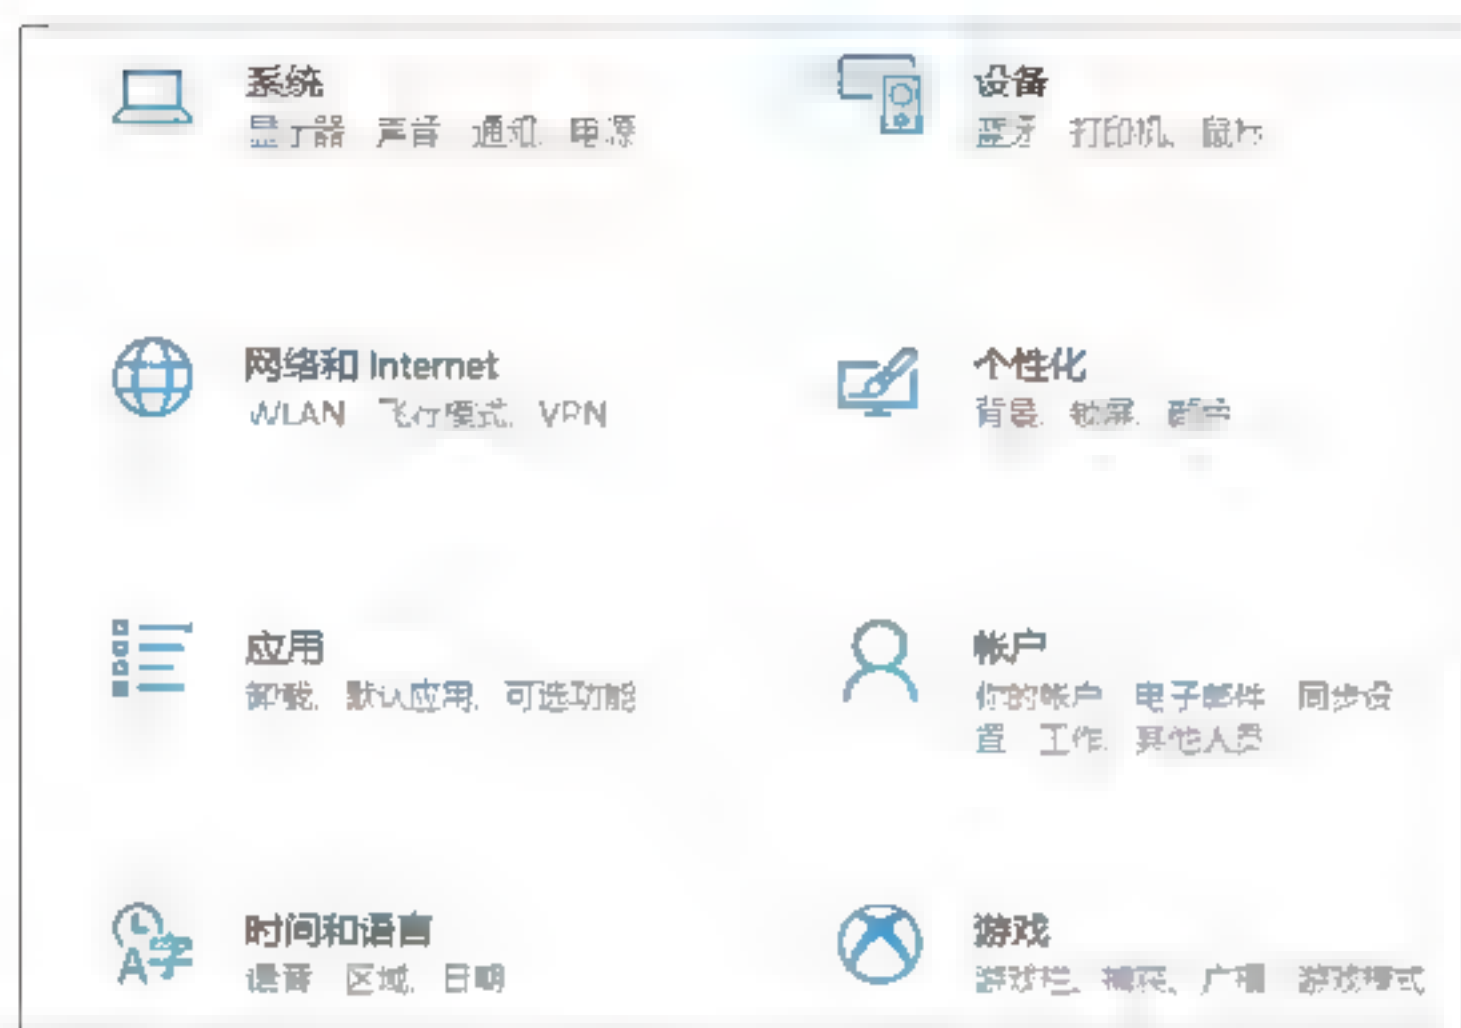 系统
显示器、声音、通知、电源
设备
蓝牙、打印机、鼠标
网络和 Internet
WLAN、飞行模式、VPN
个性化
背景、锁屏、颜色
应用
卸载、默认应用、可选功能
帐户
你的帐户、电子邮件、同步设
置、工作、其他人员
时间和语言
语音、区域、日期
游戏
游戏栏、捕获、广播、游戏模式